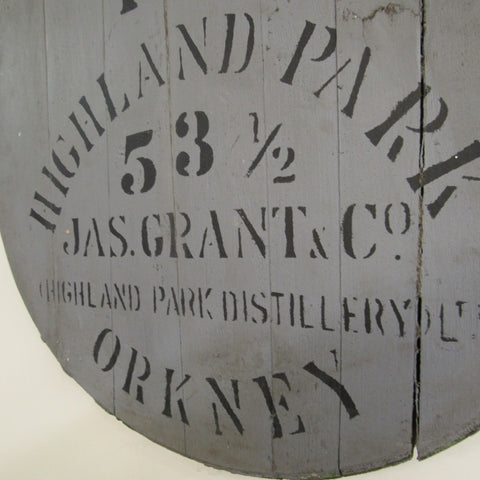 HIGHLAND PARK
53 ½
JAS. GRANT & Cº.
(HIGHLAND PARK DISTILLERY) LTD
ORKNEY